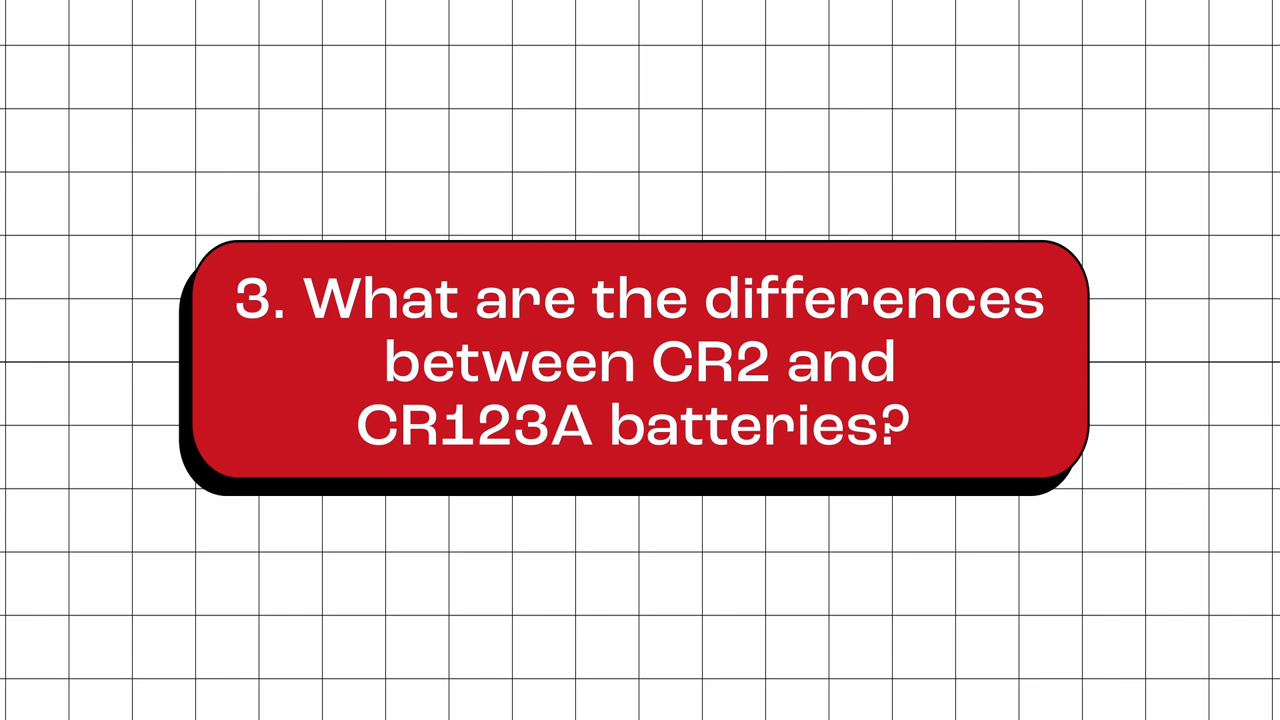 3. What are the differences
between CR2 and
CR123A batteries?